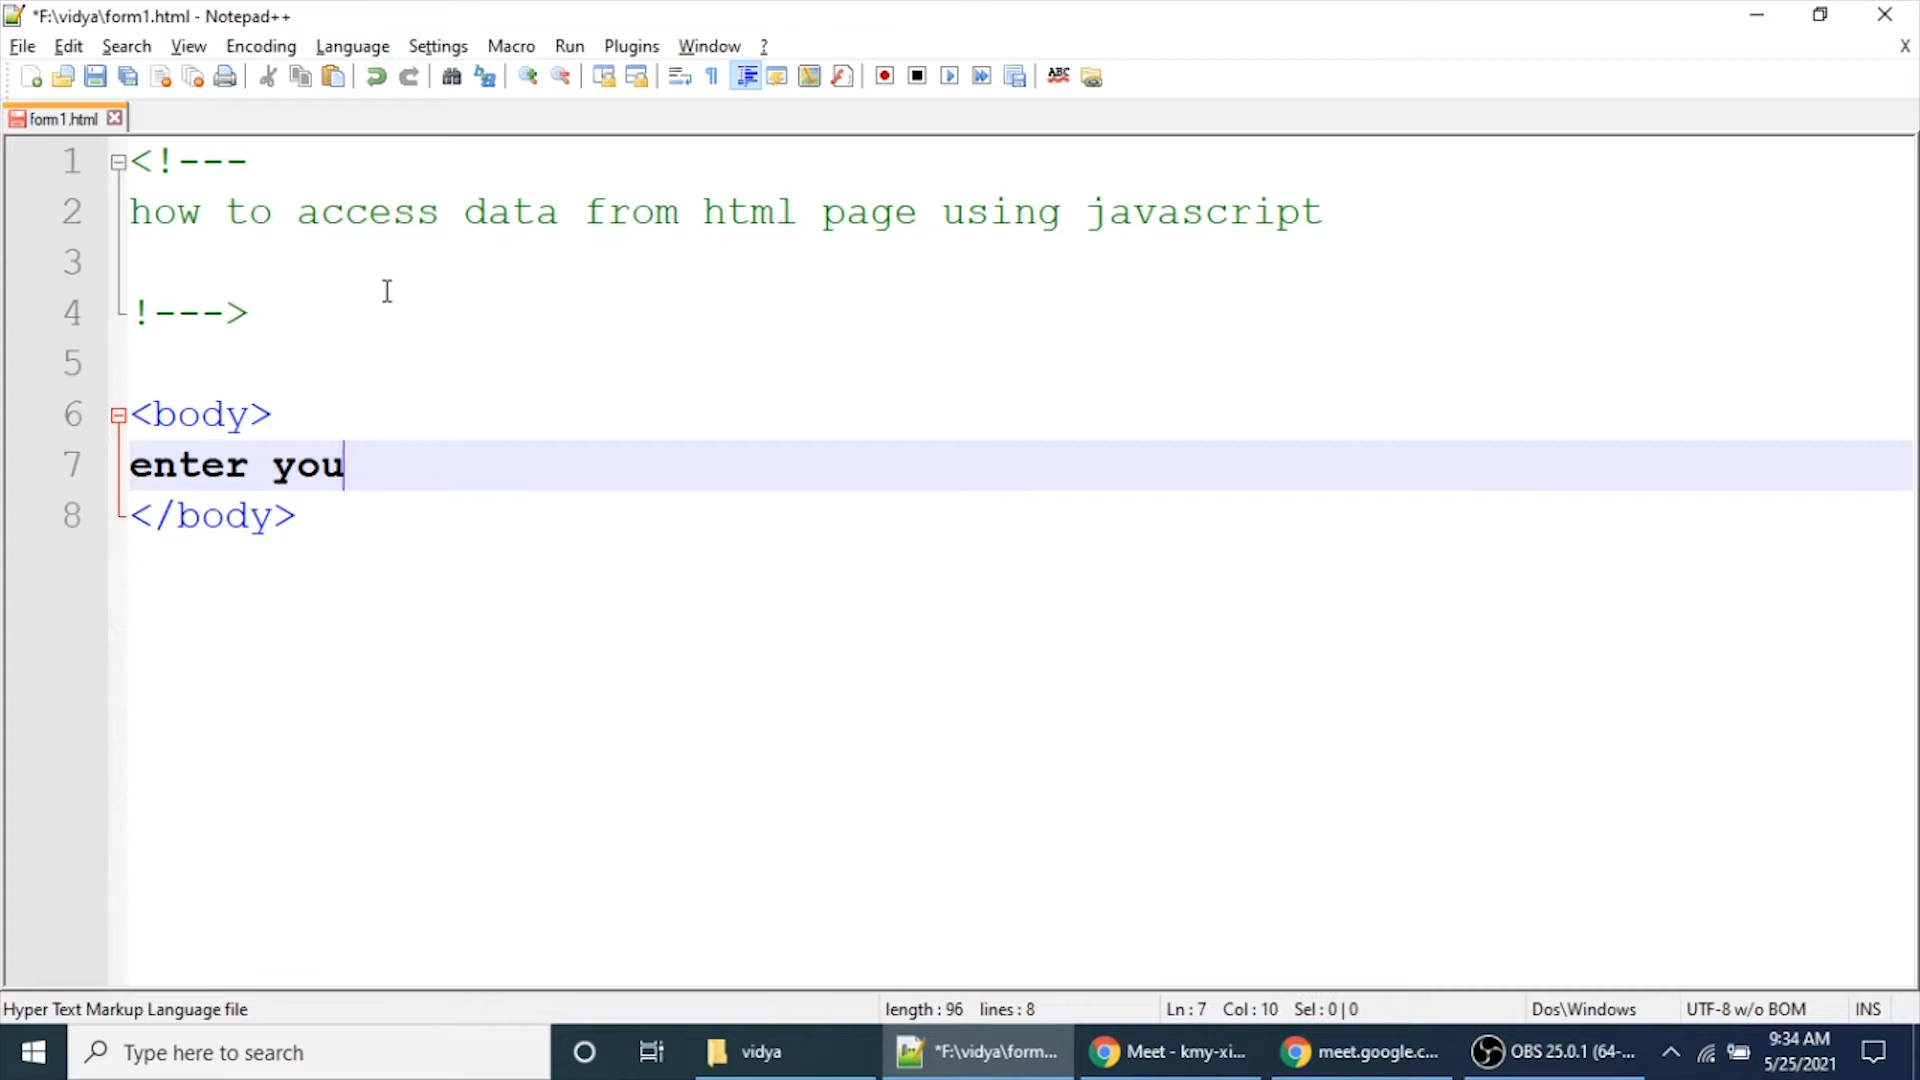 *F:\vidya\form1.html - Notepad++
File Edit Search View Encoding Language Settings Macro Run Plugins Window ? X
ABC
form1.html
1 <!---
2 how to access data from html page using javascript
3
4 !--->
5
6 <body>
7 enter you
8 </body>
Hyper Text Markup Language file length : 96 lines : 8 Ln : 7 Col : 10 Sel : 0 | 0 Dos\Windows UTF-8 w/o BOM INS
Type here to search vidya *F:\vidya\form... Meet - kmy-xi... meet.google.c... OBS 25.0.1 (64-... 9:34 AM
5/25/2021